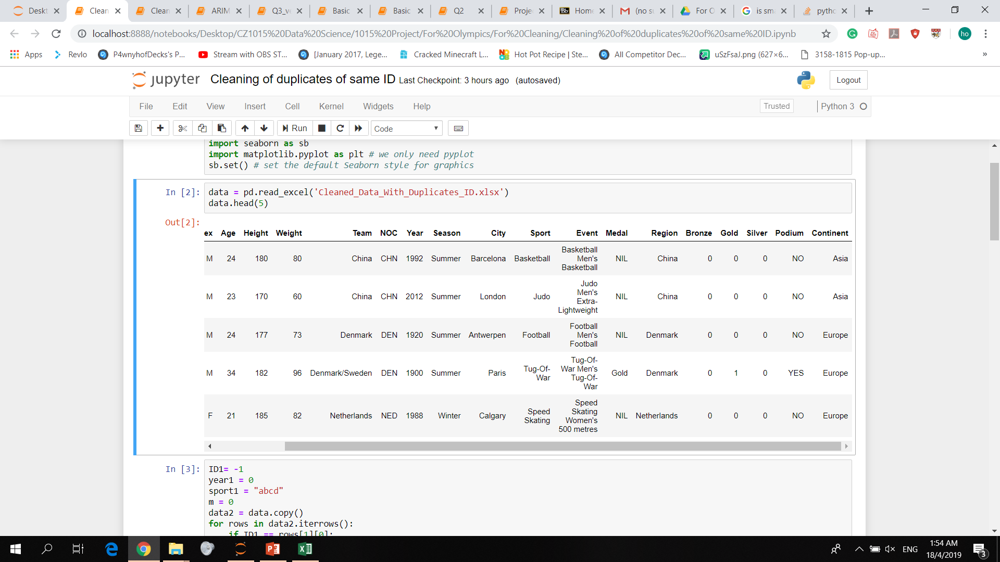 Deskt
Clean
Clean
ARIM
Q3_v
Basic
Basic
Q2
Proje
Bb Home
(no su
For O
is sma
pytho
localhost:8888/notebooks/Desktop/CZ1015%20Data%20Science/1015%20Project/For%20Olympics/For%20Cleaning/Cleaning%20of%20duplicates%20of%20same%20ID.ipynb
ho
Apps Revlo P4wnyhofDecks's P... Stream with OBS ST... [January 2017, Lege... Cracked Minecraft L... Hot Pot Recipe | Ste... All Competitor Dec... uSzFsaJ.png (627×6... 3158-1815 Pop-up... »
jupyter Cleaning of duplicates of same ID Last Checkpoint: 3 hours ago (autosaved)
Logout
File Edit View Insert Cell Kernel Widgets Help Trusted Python 3
Run Code
import seaborn as sb
import matplotlib.pyplot as plt # we only need pyplot
sb.set() # set the default Seaborn style for graphics
In [2]: data = pd.read_excel('Cleaned_Data_With_Duplicates_ID.xlsx')
data.head(5)
Out[2]:
ex Age Height Weight Team NOC Year Season City Sport Event Medal Region Bronze Gold Silver Podium Continent
M 24 180 80 China CHN 1992 Summer Barcelona Basketball Basketball Men's Basketball NIL China 0 0 0 NO Asia
M 23 170 60 China CHN 2012 Summer London Judo Judo Men's Extra-Lightweight NIL China 0 0 0 NO Asia
M 24 177 73 Denmark DEN 1920 Summer Antwerpen Football Football Men's Football NIL Denmark 0 0 0 NO Europe
M 34 182 96 Denmark/Sweden DEN 1900 Summer Paris Tug-Of-War Tug-Of-War Men's Tug-Of-War Gold Denmark 0 1 0 YES Europe
F 21 185 82 Netherlands NED 1988 Winter Calgary Speed Skating Speed Skating Women's 500 metres NIL Netherlands 0 0 0 NO Europe
In [3]: ID1= -1
year1 = 0
sport1 = "abcd"
m = 0
data2 = data.copy()
for rows in data2.iterrows():
if ID1 == rows[1][0]:
ENG
1:54 AM
18/4/2019
3